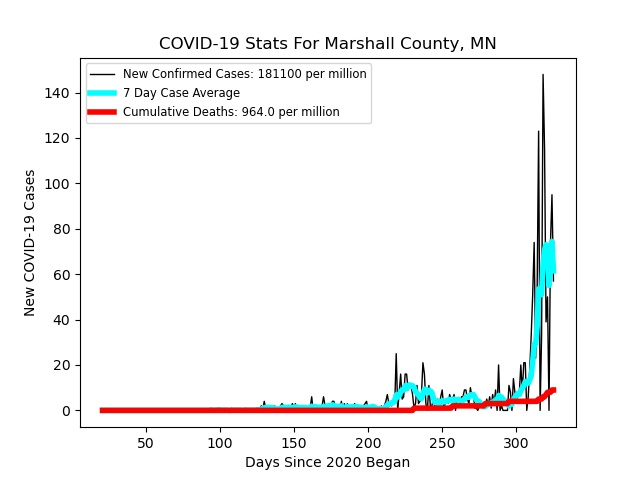 COVID-19 Stats For Marshall County, MN
New Confirmed Cases: 181100 per million
7 Day Case Average
Cumulative Deaths: 964.0 per million
New COVID-19 Cases
140
120
100
80
60
40
20
0
50
100
150
200
250
300
Days Since 2020 Began